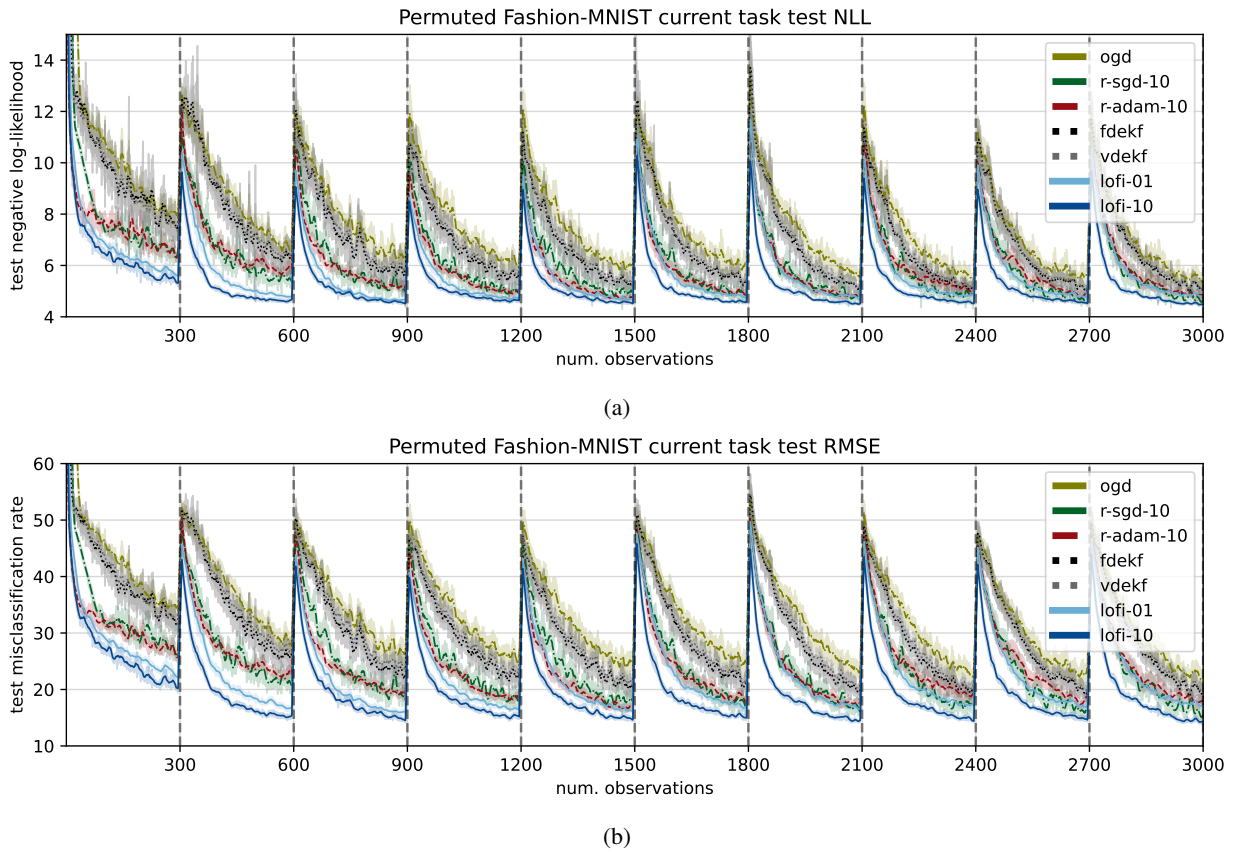 Permuted Fashion-MNIST current task test NLL
test negative log-likelihood
14
12
10
8
6
4
ogd
r-sgd-10
r-adam-10
fdekf
vdekf
lofi-01
lofi-10
300 600 900 1200 1500 1800 2100 2400 2700 3000
num. observations
(a)
Permuted Fashion-MNIST current task test RMSE
test misclassification rate
60
50
40
30
20
10
ogd
r-sgd-10
r-adam-10
fdekf
vdekf
lofi-01
lofi-10
300 600 900 1200 1500 1800 2100 2400 2700 3000
num. observations
(b)